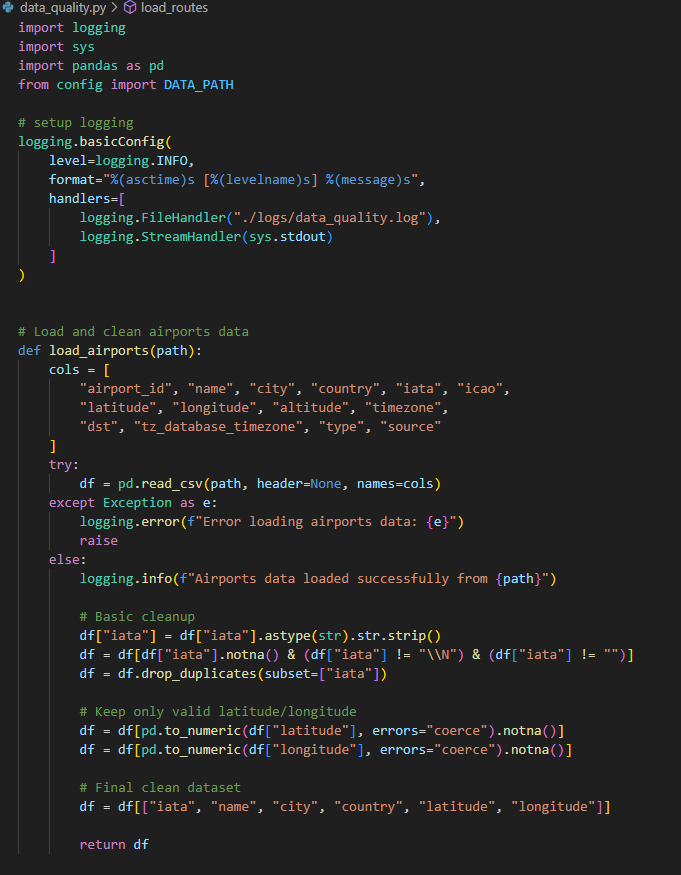 data_quality.py > load_routes
import logging
import sys
import pandas as pd
from config import DATA_PATH

# setup logging
logging.basicConfig(
    level=logging.INFO,
    format="%(asctime)s [%(levelname)s] %(message)s",
    handlers=[
        logging.FileHandler("./logs/data_quality.log"),
        logging.StreamHandler(sys.stdout)
    ]
)


# Load and clean airports data
def load_airports(path):
    cols = [
        "airport_id", "name", "city", "country", "iata", "icao",
        "latitude", "longitude", "altitude", "timezone",
        "dst", "tz_database_timezone", "type", "source"
    ]
    try:
        df = pd.read_csv(path, header=None, names=cols)
    except Exception as e:
        logging.error(f"Error loading airports data: {e}")
        raise
    else:
        logging.info(f"Airports data loaded successfully from {path}")

        # Basic cleanup
        df["iata"] = df["iata"].astype(str).str.strip()
        df = df[df["iata"].notna() & (df["iata"] != "\\N") & (df["iata"] != "")]
        df = df.drop_duplicates(subset=["iata"])

        # Keep only valid latitude/longitude
        df = df[pd.to_numeric(df["latitude"], errors="coerce").notna()]
        df = df[pd.to_numeric(df["longitude"], errors="coerce").notna()]

        # Final clean dataset
        df = df[["iata", "name", "city", "country", "latitude", "longitude"]]

        return df